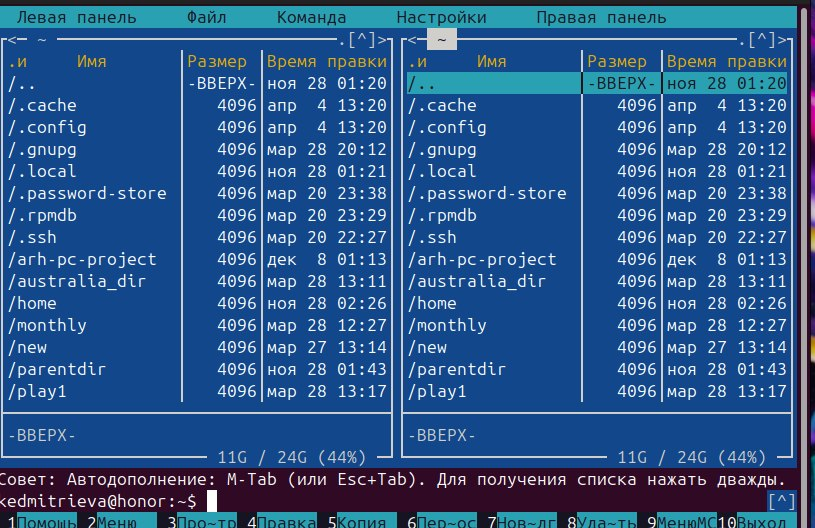 Левая панель Файл Команда Настройки Правая панель
<─ ~ ─.[^]> <─ ~ ─.[^]>
.и Имя Размер Время правки .и Имя Размер Время правки
/.. -ВВЕРХ- ноя 28 01:20 /.. -ВВЕРХ- ноя 28 01:20
/.cache 4096 апр 4 13:20 /.cache 4096 апр 4 13:20
/.config 4096 апр 4 13:20 /.config 4096 апр 4 13:20
/.gnupg 4096 мар 28 20:12 /.gnupg 4096 мар 28 20:12
/.local 4096 ноя 28 01:21 /.local 4096 ноя 28 01:21
/.password-store 4096 мар 20 23:38 /.password-store 4096 мар 20 23:38
/.rpmdb 4096 мар 20 23:29 /.rpmdb 4096 мар 20 23:29
/.ssh 4096 мар 20 22:27 /.ssh 4096 мар 20 22:27
/arh-pc-project 4096 дек 8 01:13 /arh-pc-project 4096 дек 8 01:13
/australia_dir 4096 мар 28 13:11 /australia_dir 4096 мар 28 13:11
/home 4096 ноя 28 02:26 /home 4096 ноя 28 02:26
/monthly 4096 мар 28 12:27 /monthly 4096 мар 28 12:27
/new 4096 мар 27 13:14 /new 4096 мар 27 13:14
/parentdir 4096 ноя 28 01:43 /parentdir 4096 ноя 28 01:43
/play1 4096 мар 28 13:17 /play1 4096 мар 28 13:17
-ВВЕРХ- -ВВЕРХ-
11G / 24G (44%) 11G / 24G (44%)
Совет: Автодополнение: M-Tab (или Esc+Tab). Для получения списка нажать дважды.
kedmitrieva@honor:~$ [^]
1Помощь 2Меню 3Про~тр 4Правка 5Копия 6Пер~ос 7Нов~лг 8Уда~ть 9МенюMC 10Выход